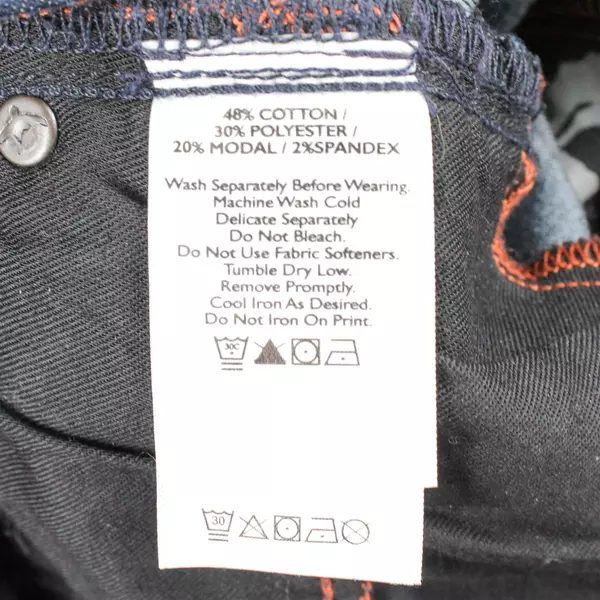 48% COTTON /
30% POLYESTER /
20% MODAL / 2%SPANDEX
Wash Separately Before Wearing.
Machine Wash Cold
Delicate Separately
Do Not Bleach.
Do Not Use Fabric Softeners.
Tumble Dry Low.
Remove Promptly.
Cool Iron As Desired.
Do Not Iron On Print.
30C
30